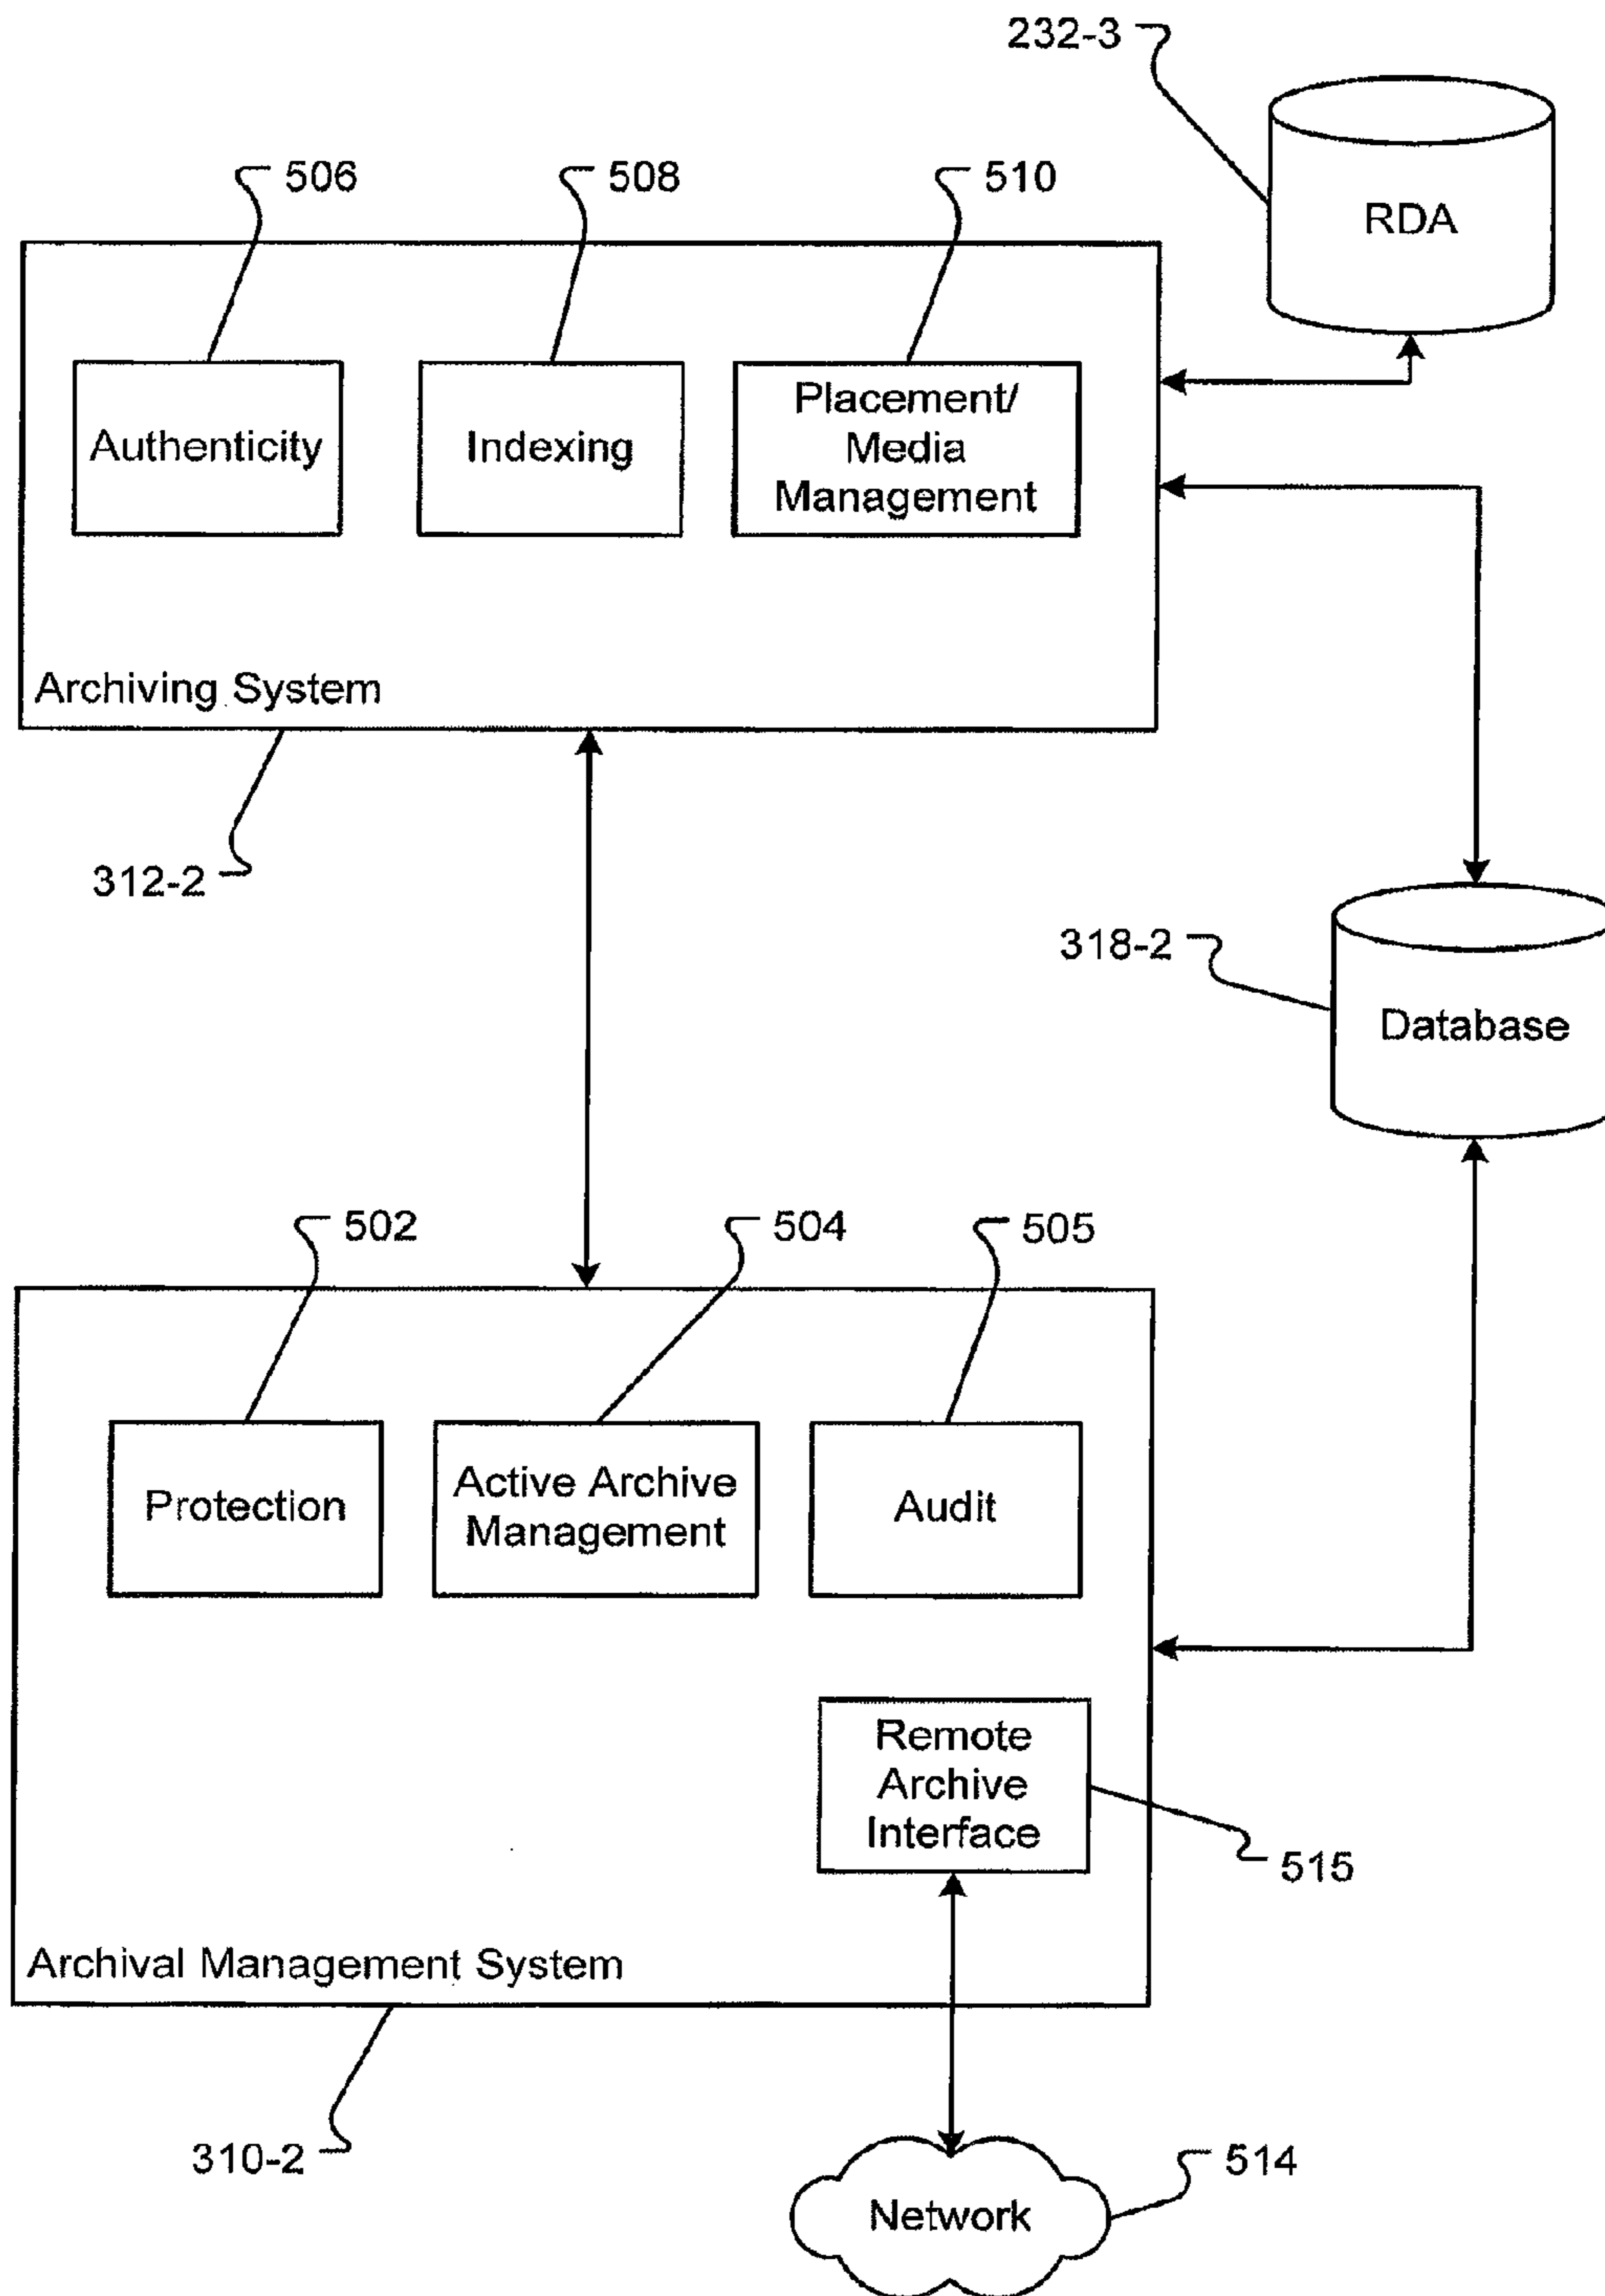 232-3
RDA
506
508
510
Authenticity
Indexing
Placement/
Media
Management
Archiving System
312-2
318-2
Database
502
504
505
Protection
Active Archive
Management
Audit
Remote
Archive
Interface
515
Archival Management System
310-2
514
Network